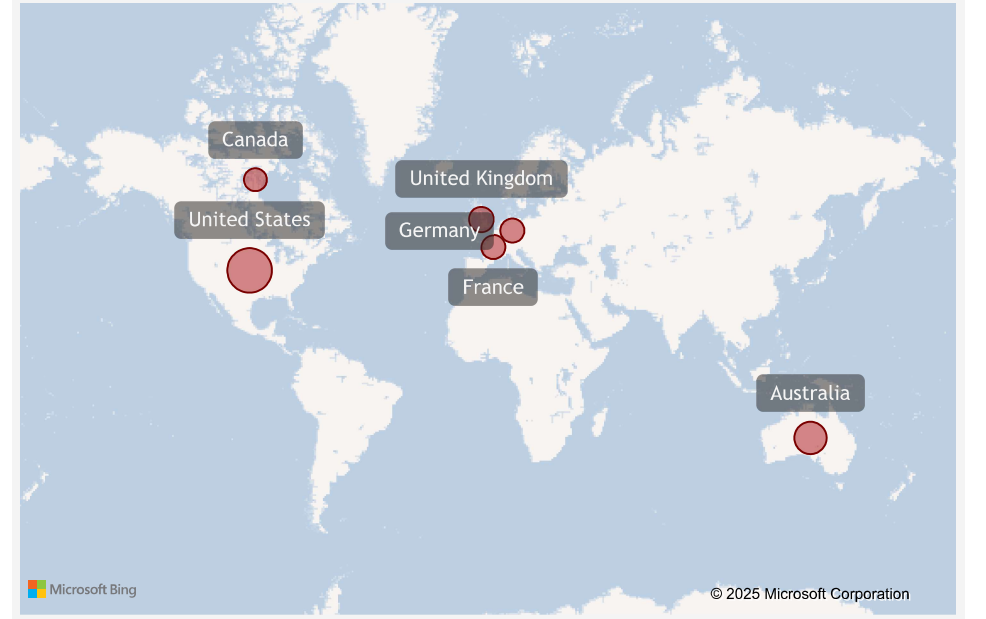 Canada
United Kingdom
United States
Germany
France
Australia
Microsoft Bing
© 2025 Microsoft Corporation